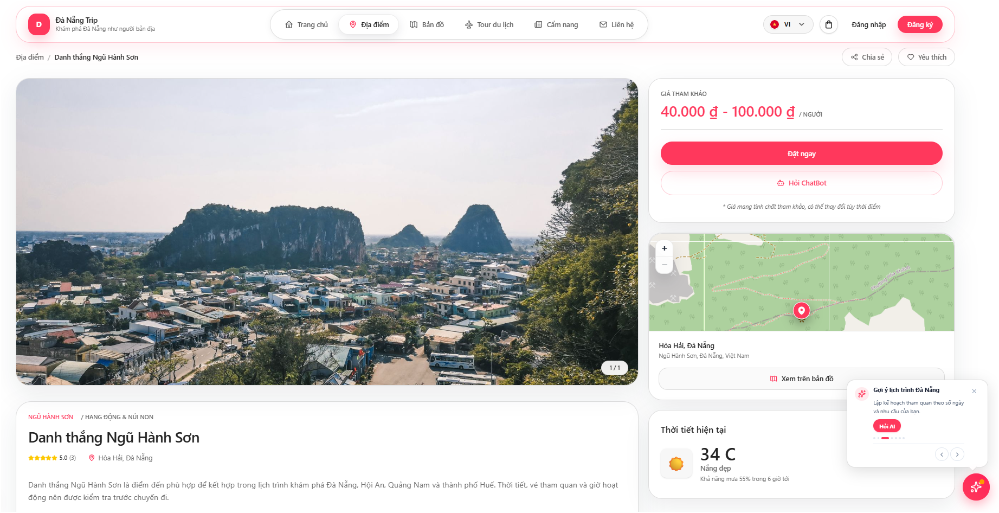 D
Đà Nẵng Trip
Khám phá Đà Nẵng như người bản địa
Trang chủ
Địa điểm
Bản đồ
Tour du lịch
Cẩm nang
Liên hệ
VI
Đăng nhập
Đăng ký
Địa điểm / Danh thắng Ngũ Hành Sơn
Chia sẻ
Yêu thích
1 / 1
GIÁ THAM KHẢO
40.000 ₫ - 100.000 ₫ / NGƯỜI
Đặt ngay
Hỏi ChatBot
* Giá mang tính chất tham khảo, có thể thay đổi tùy thời điểm
+
−
Hòa Hải, Đà Nẵng
Ngũ Hành Sơn, Đà Nẵng, Việt Nam
Xem trên bản đồ
NGŨ HÀNH SƠN / HANG ĐỘNG & NÚI NON
Danh thắng Ngũ Hành Sơn
5.0 (3)
Hòa Hải, Đà Nẵng
Danh thắng Ngũ Hành Sơn là điểm đến phù hợp để kết hợp trong lịch trình khám phá Đà Nẵng, Hội An, Quảng Nam và thành phố Huế. Thời tiết, vé tham quan và giờ hoạt
động nên được kiểm tra trước chuyến đi.
Thời tiết hiện tại
34 C
Nắng đẹp
Khả năng mưa 55% trong 6 giờ tới
Gợi ý lịch trình Đà Nẵng
Lập kế hoạch tham quan theo số ngày
và nhu cầu của bạn.
Hỏi AI